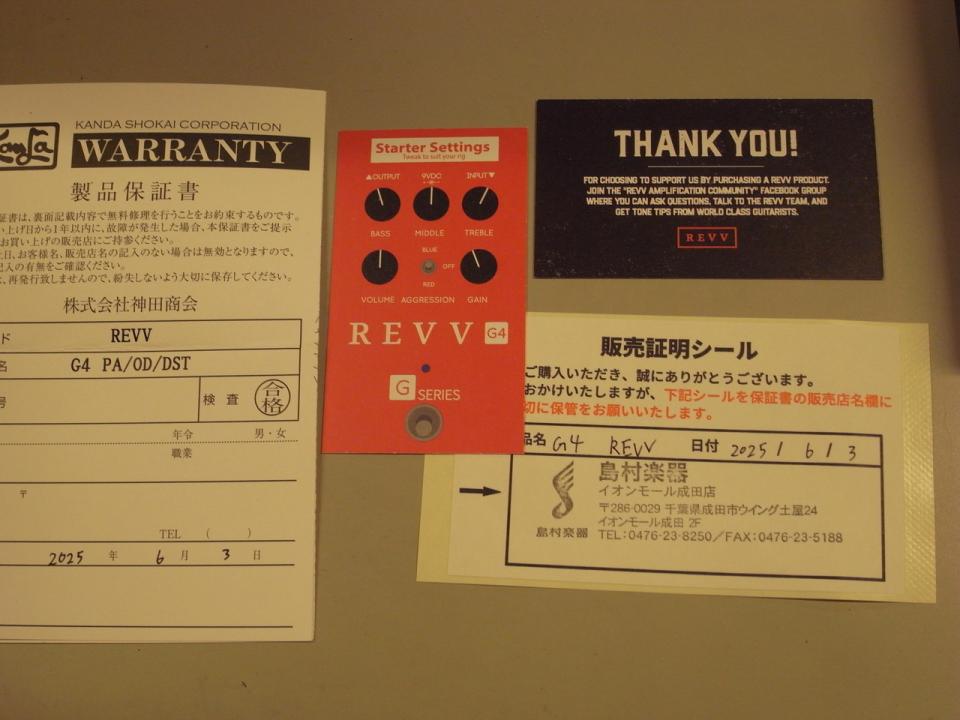 KANDA SHOKAI CORPORATION
WARRANTY
製品保証書
証書は、裏面記載内容で無料修理を行うことをお約束するものです。
い上げ日から1年以内に、故障が発生した場合、本保証書をご提示
お買い上げの販売店にご持参ください。
日、お客様名、販売店名の記入のない場合は無効となりますので、
記入の有無をご確認ください。
、再発行致しませんので、紛失しないよう大切に保存してください。
株式会社神田商会
ド REVV
名 G4 PA/OD/DST
号 検査 合格
年令 男・女
職業
〒
TEL ( )
2025 年 6 月 3 日
Starter Settings
Tweak to suit your rig
▲OUTPUT 9VDC INPUT▼
BASS MIDDLE TREBLE
BLUE
OFF
RED
VOLUME AGGRESSION GAIN
REVV G4
G SERIES
THANK YOU!
FOR CHOOSING TO SUPPORT US BY PURCHASING A REVV PRODUCT.
JOIN THE "REVV AMPLIFICATION COMMUNITY" FACEBOOK GROUP
WHERE YOU CAN ASK QUESTIONS, TALK TO THE REVV TEAM, AND
GET TONE TIPS FROM WORLD CLASS GUITARISTS.
REVV
販売証明シール
ご購入いただき、誠にありがとうございます。
おかけいたしますが、下記シールを保証書の販売店名欄に
切に保管をお願いいたします。
品名 G4 REVV 日付 2025/6/3
島村楽器
イオンモール成田店
〒286-0029 千葉県成田市ウイング土屋24
イオンモール成田 2F
島村楽器 TEL:0476-23-8250/FAX:0476-23-5188